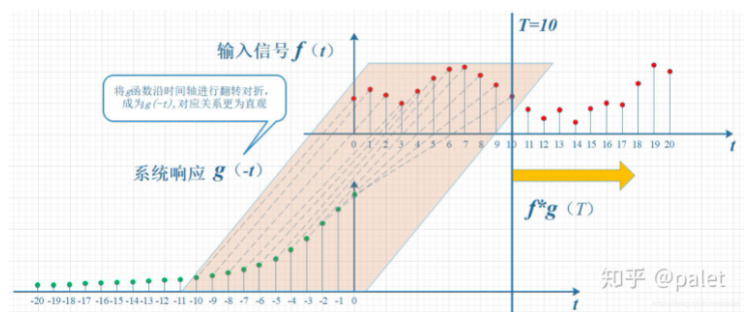 T=10
输入信号 f (t)
将g函数沿时间轴进行翻转对折,
成为g(-t),对应关系更为直观
0 1 2 3 4 5 6 7 8 9 10 11 12 13 14 15 16 17 18 19 20
t
系统响应 g (-t)
f*g (T)
知乎 @palet
-20 -19 -18 -17 -16 -15 -14 -13 -12 -11 -10 -9 -8 -7 -6 -5 -4 -3 -2 -1 0
t